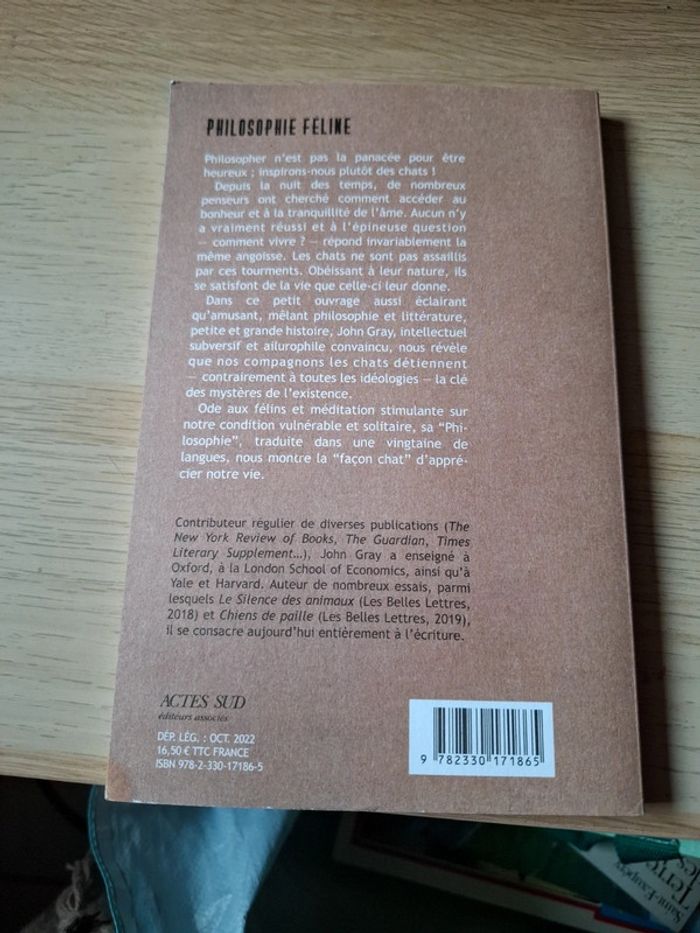 PHILOSOPHIE FÉLINE
Philosopher n'est pas la panacée pour être
heureux ; inspirons-nous plutôt des chats !
Depuis la nuit des temps, de nombreux
penseurs ont cherché comment accéder au
bonheur et à la tranquillité de l'âme. Aucun n'y
a vraiment réussi et à l'épineuse question
— comment vivre ? — répond invariablement la
même angoisse. Les chats ne sont pas assaillis
par ces tourments. Obéissant à leur nature, ils
se satisfont de la vie que celle-ci leur donne.
Dans ce petit ouvrage aussi éclairant
qu'amusant, mêlant philosophie et littérature,
petite et grande histoire, John Gray, intellectuel
subversif et ailurophile convaincu, nous révèle
que nos compagnons les chats détiennent
— contrairement à toutes les idéologies — la clé
des mystères de l'existence.
Ode aux félins et méditation stimulante sur
notre condition vulnérable et solitaire, sa “Phi-
losophie”, traduite dans une vingtaine de
langues, nous montre la “façon chat” d'appré-
cier notre vie.
Contributeur régulier de diverses publications (The
New York Review of Books, The Guardian, Times
Literary Supplement…), John Gray a enseigné à
Oxford, à la London School of Economics, ainsi qu'à
Yale et Harvard. Auteur de nombreux essais, parmi
lesquels Le Silence des animaux (Les Belles Lettres,
2018) et Chiens de paille (Les Belles Lettres, 2019),
il se consacre aujourd'hui entièrement à l'écriture.
ACTES SUD
éditeurs associés
DÉP. LÉG. : OCT. 2022
16,50 € TTC FRANCE
ISBN 978-2-330-17186-5
9 782330 171865
Saint-Exupéry
Terre